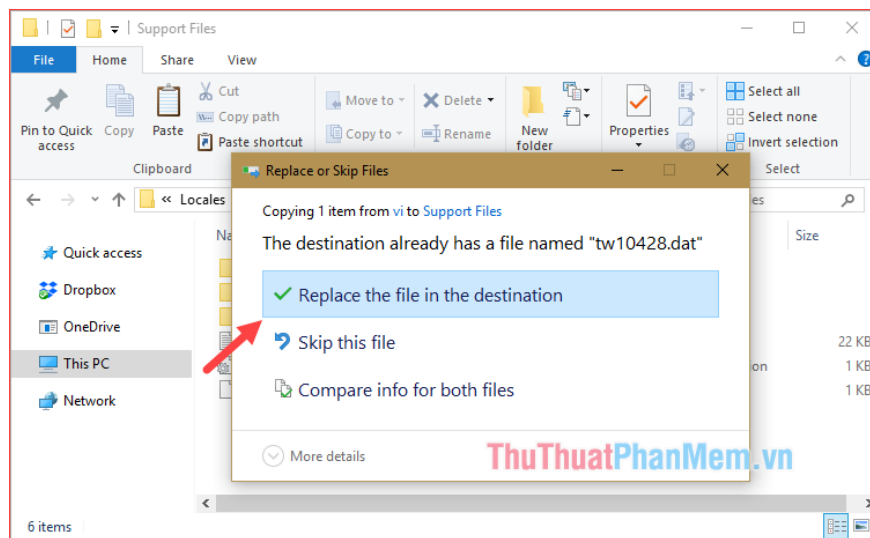 Support Files
File Home Share View
Pin to Quick access
Copy
Paste
Cut
Copy path
Paste shortcut
Clipboard
Move to
Copy to
Delete
Rename
New folder
Properties
Select all
Select none
Invert selection
Select
« Locales
es
Quick access
Dropbox
OneDrive
This PC
Network
Na
Size
22 KB
on 1 KB
1 KB
Replace or Skip Files
Copying 1 item from vi to Support Files
The destination already has a file named "tw10428.dat"
Replace the file in the destination
Skip this file
Compare info for both files
More details
ThuThuatPhanMem.vn
6 items